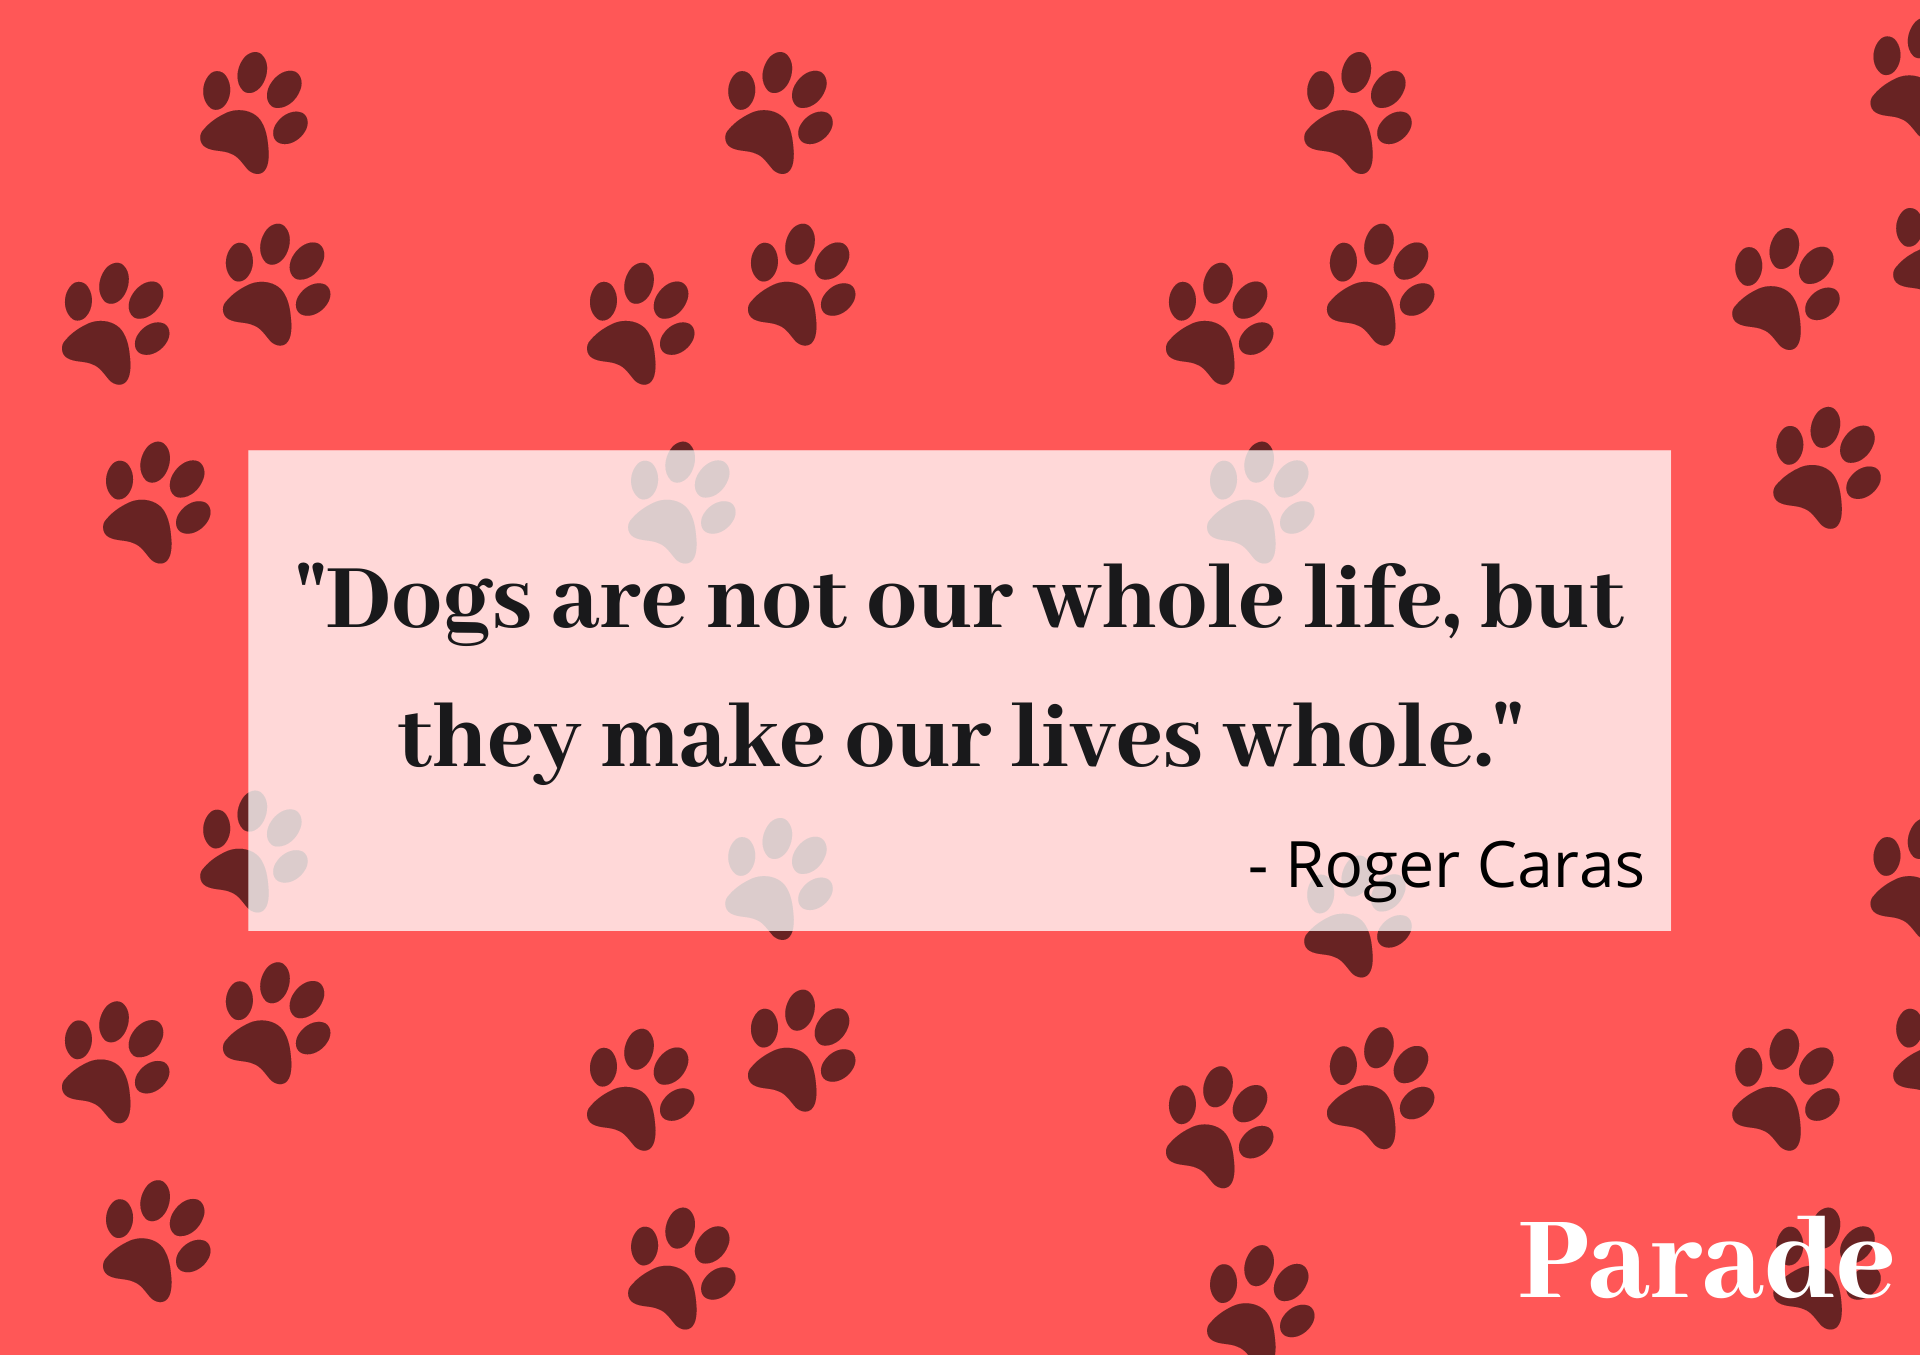 "Dogs are not our whole life, but
they make our lives whole."
- Roger Caras
Parade